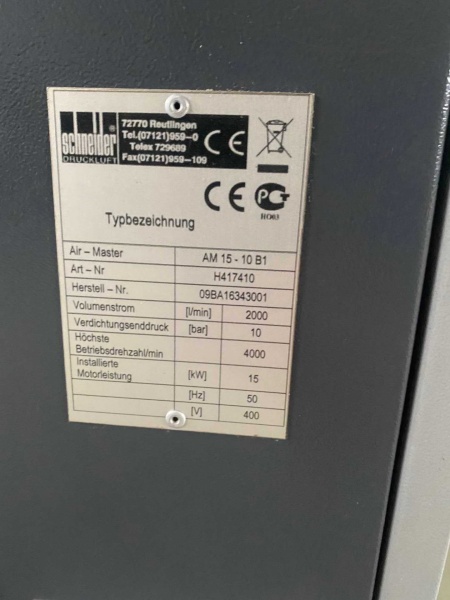 schneider ®
DRUCKLUFT
72770 Reutlingen
Tel.(07121)959-0
Telex 729689
Fax(07121)959-109
CE
CE PCT
Typbezeichnung
Air – Master AM 15 - 10 B1
Art – Nr H417410
Herstell – Nr. 09BA16343001
Volumenstrom [l/min] 2000
Verdichtungsenddruck [bar] 10
Höchste
Betriebsdrehzahl/min 4000
Installierte
Motorleistung [kW] 15
[Hz] 50
[V] 400